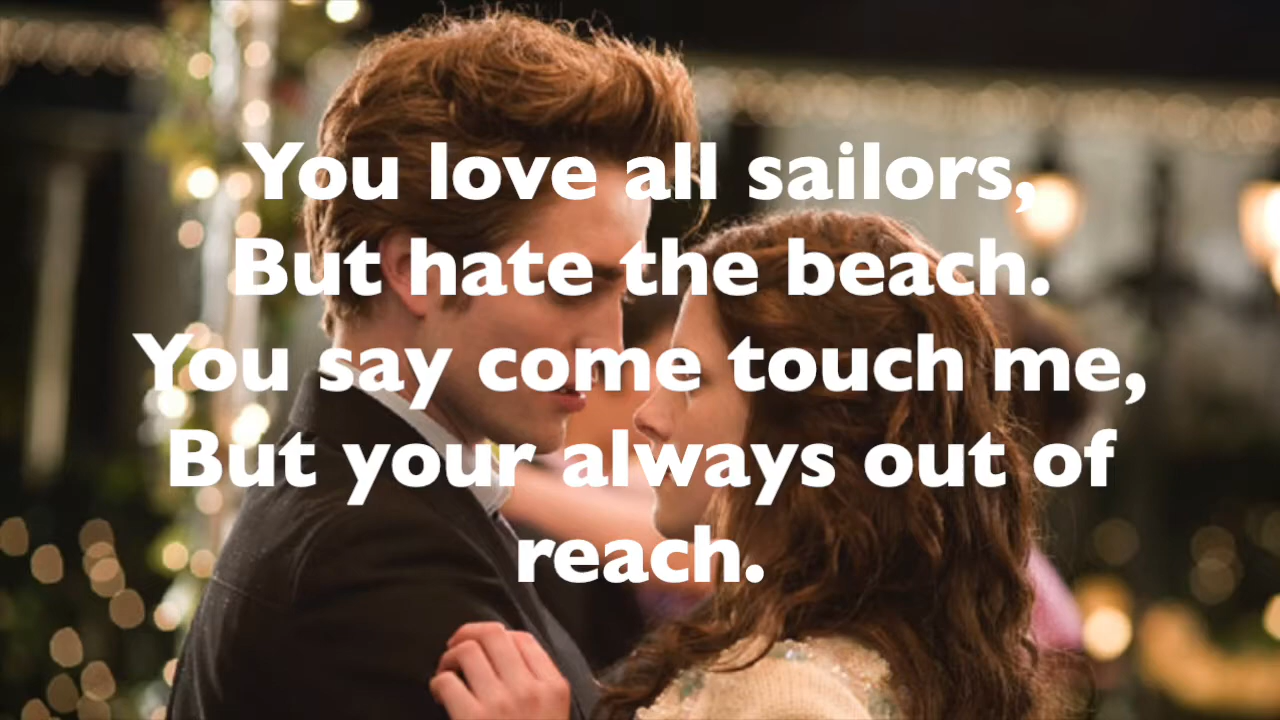 You love all sailors,
But hate the beach.
You say come touch me,
But your always out of
reach.